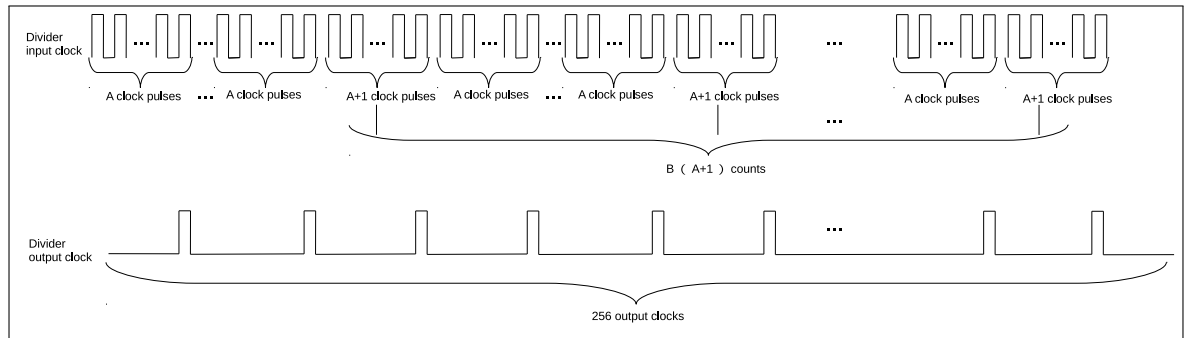 Divider
input clock
... ... ... ... ... ... ... ... ... ... ... ...
A clock pulses ... A clock pulses A+1 clock pulses A clock pulses ... A clock pulses A+1 clock pulses A clock pulses A+1 clock pulses
...
B ( A+1 ) counts
...
Divider
output clock
256 output clocks